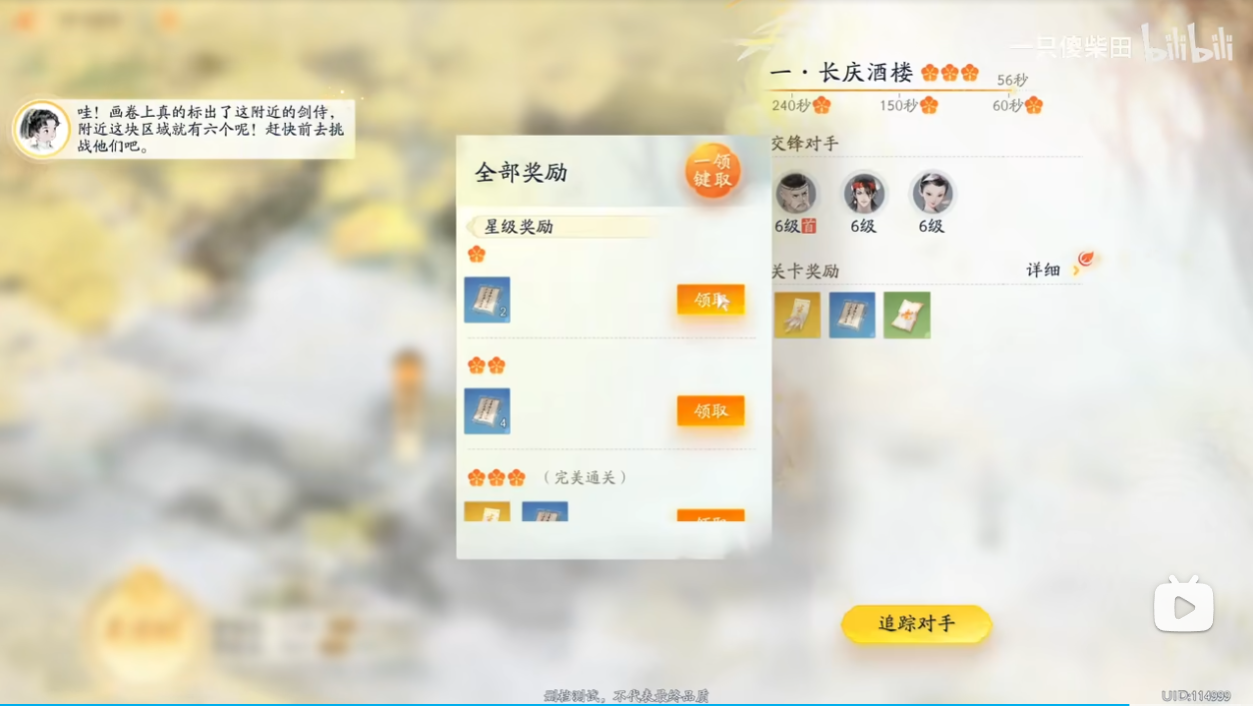 一只傻柴田 bilibili
一·长庆酒楼
56秒
240秒
150秒
60秒
哇！画卷上真的标出了这附近的剑侍，
附近这块区域就有六个呢！赶快前去挑
战他们吧。
交锋对手
6级首
6级
6级
关卡奖励
详细
全部奖励
一键领取
星级奖励
2
领取
4
领取
（完美通关）
领取
追踪对手
不代表最终品质
UID:114999